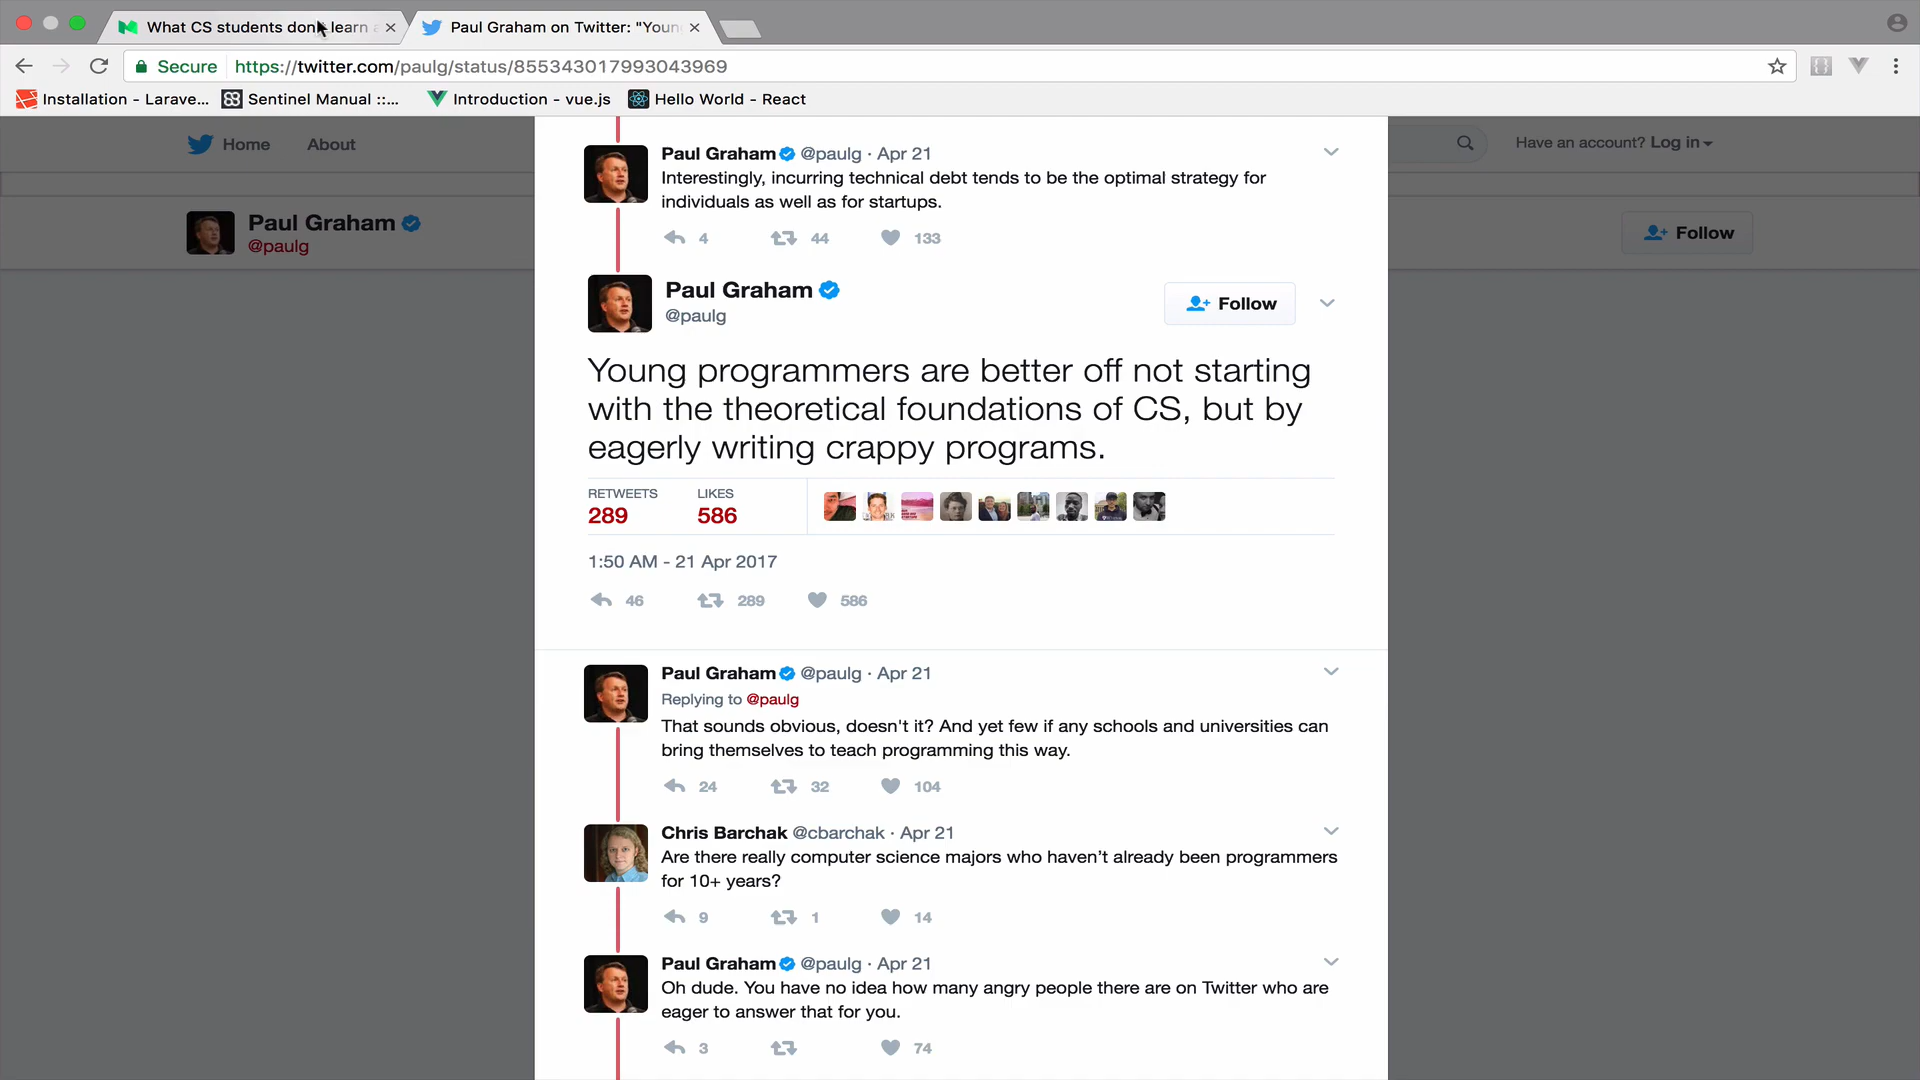 What CS students don't learn
Paul Graham on Twitter: "Youn
Secure
https://twitter.com/paulg/status/855343017993043969
Installation - Larave...
Sentinel Manual ::...
Introduction - vue.js
Hello World - React
Home
About
Have an account? Log in
Paul Graham
@paulg
Follow
Paul Graham @paulg · Apr 21
Interestingly, incurring technical debt tends to be the optimal strategy for
individuals as well as for startups.
4
44
133
Paul Graham
@paulg
Follow
Young programmers are better off not starting
with the theoretical foundations of CS, but by
eagerly writing crappy programs.
RETWEETS
289
LIKES
586
1:50 AM - 21 Apr 2017
46
289
586
Paul Graham @paulg · Apr 21
Replying to @paulg
That sounds obvious, doesn't it? And yet few if any schools and universities can
bring themselves to teach programming this way.
24
32
104
Chris Barchak @cbarchak · Apr 21
Are there really computer science majors who haven’t already been programmers
for 10+ years?
9
1
14
Paul Graham @paulg · Apr 21
Oh dude. You have no idea how many angry people there are on Twitter who are
eager to answer that for you.
3
74